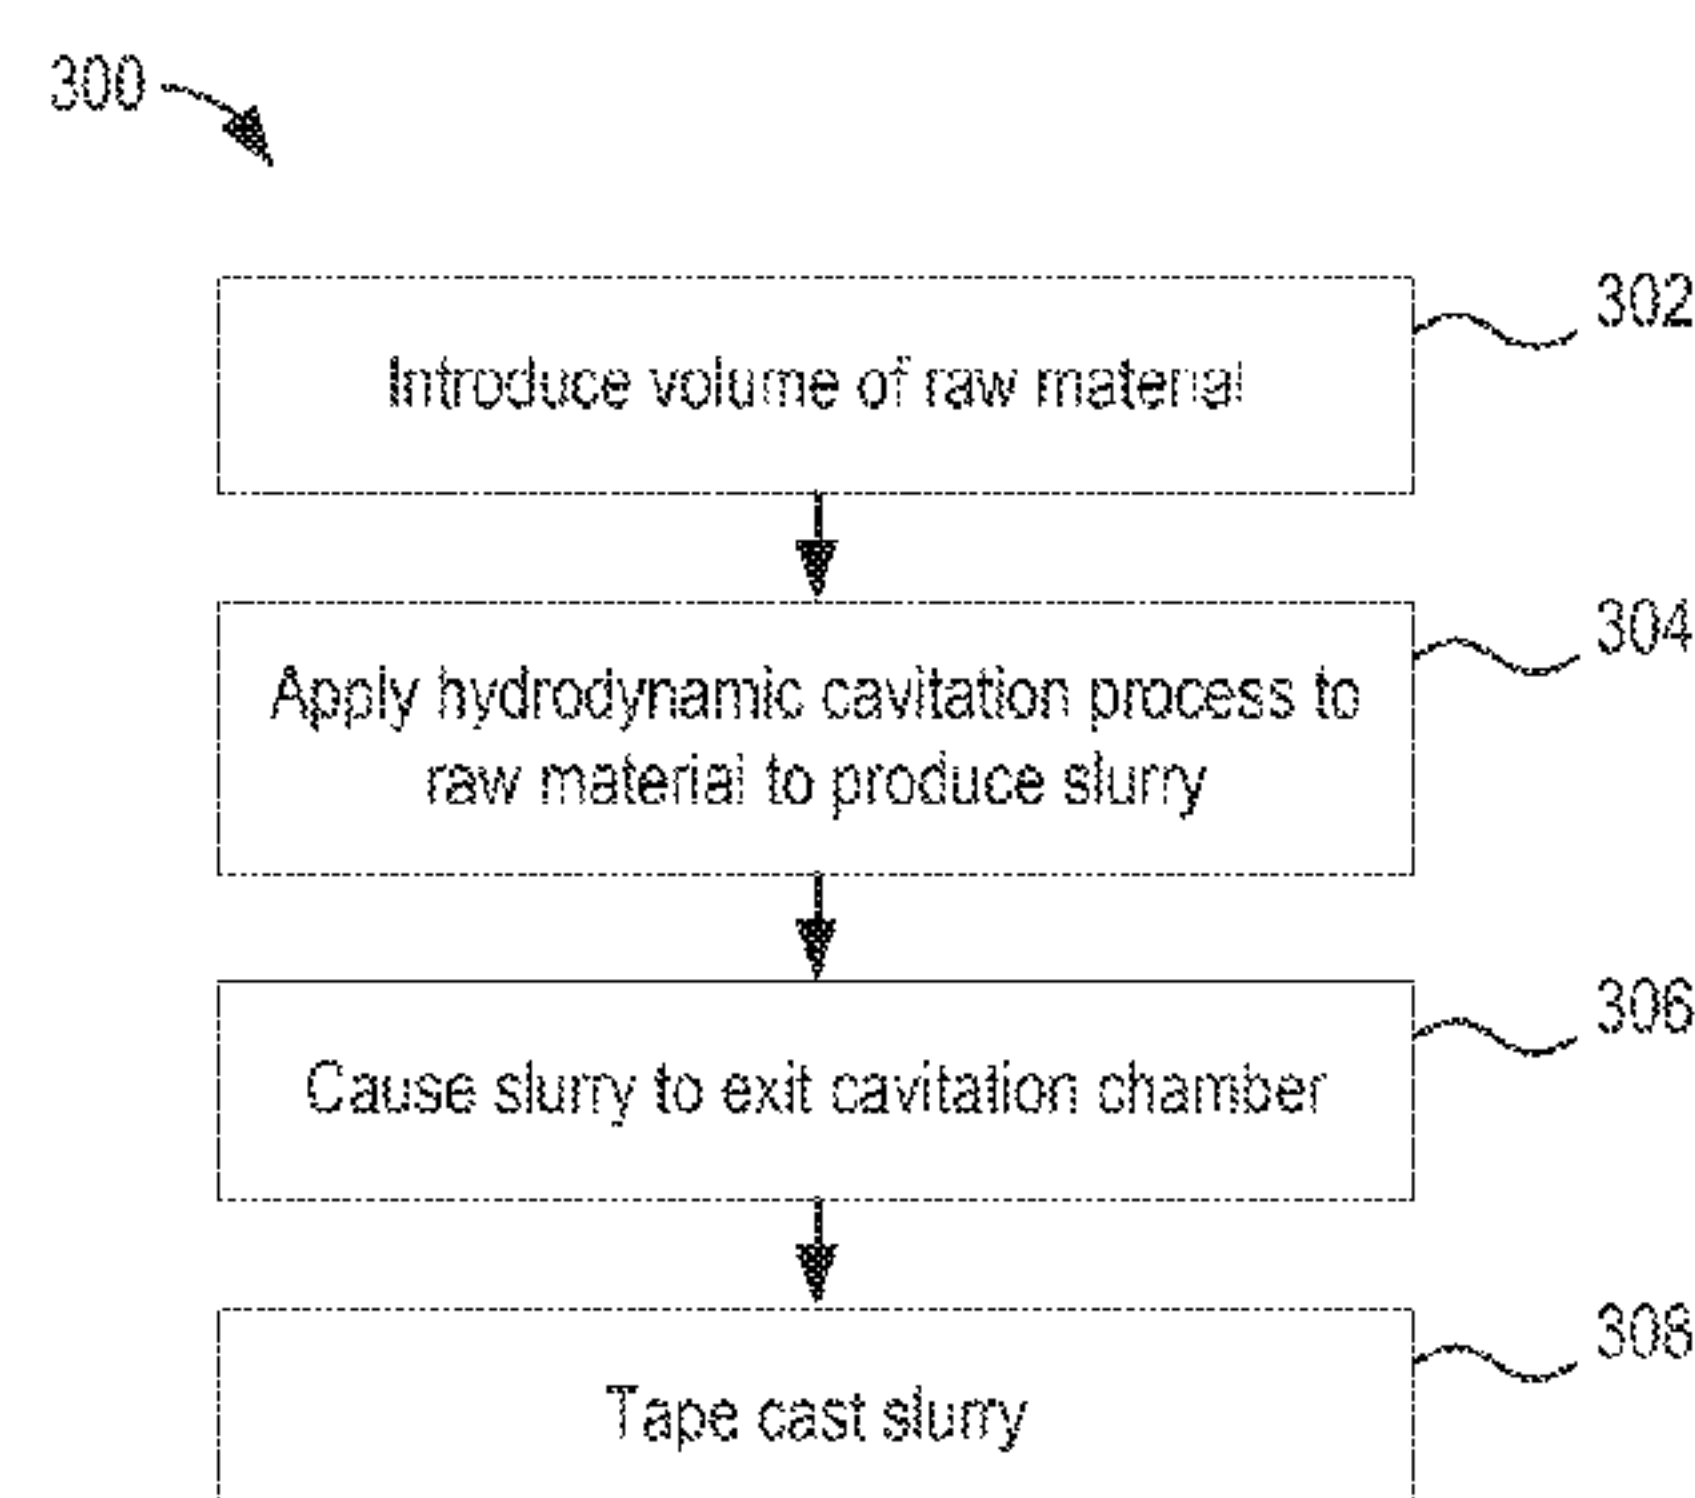 300
302
Introduce volume of raw material
304
Apply hydrodynamic cavitation process to
raw material to produce slurry
306
Cause slurry to exit cavitation chamber
308
Tape cast slurry